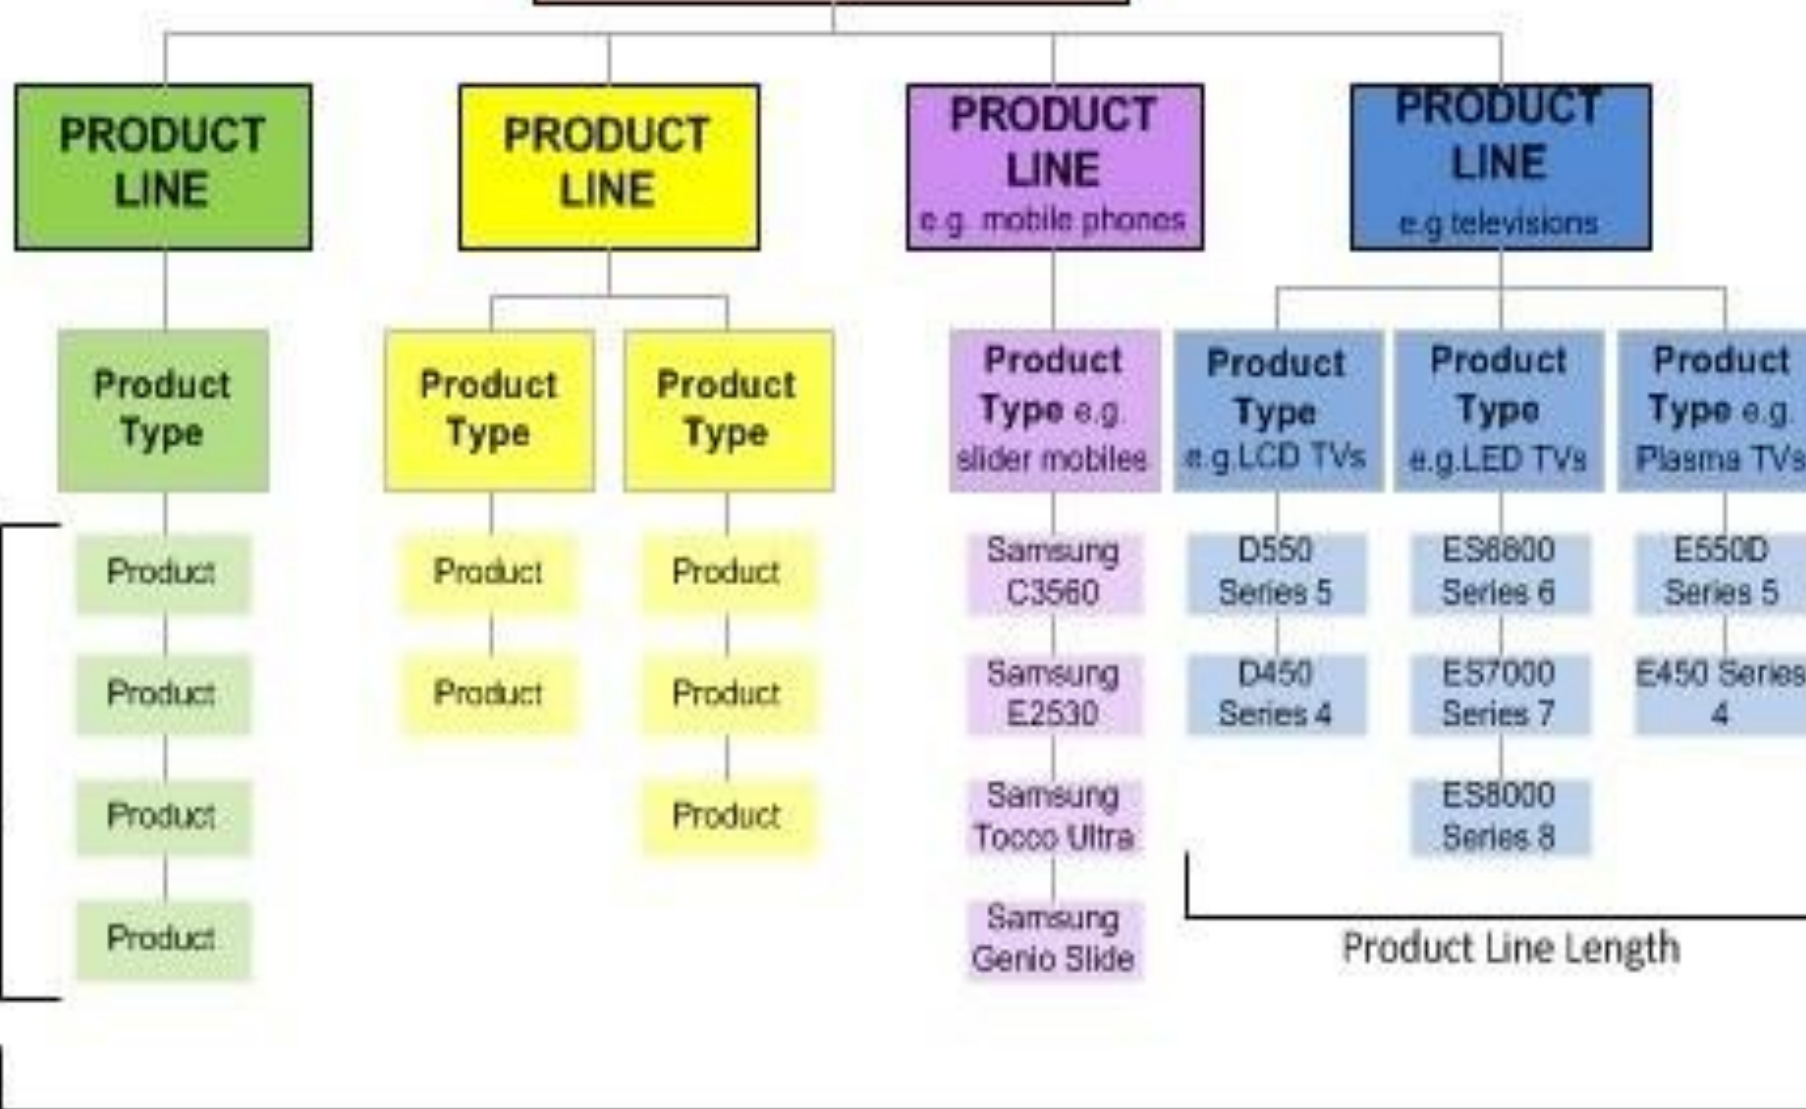 PRODUCT
LINE
PRODUCT
LINE
PRODUCT
LINE
e.g. mobile phones
PRODUCT
LINE
e.g televisions
Product
Type
Product
Type
Product
Type
Product
Type e.g.
slider mobiles
Product
Type
e.g.LCD TVs
Product
Type
e.g.LED TVs
Product
Type e.g.
Plasma TVs
Product
Product
Product
Product
Product
Product
Product
Product
Product
Samsung
C3560
Samsung
E2530
Samsung
Tocco Ultra
Samsung
Genio Slide
D550
Series 5
D450
Series 4
ES6800
Series 6
ES7000
Series 7
ES8000
Series 8
E550D
Series 5
E450 Series
4
Product Line Length